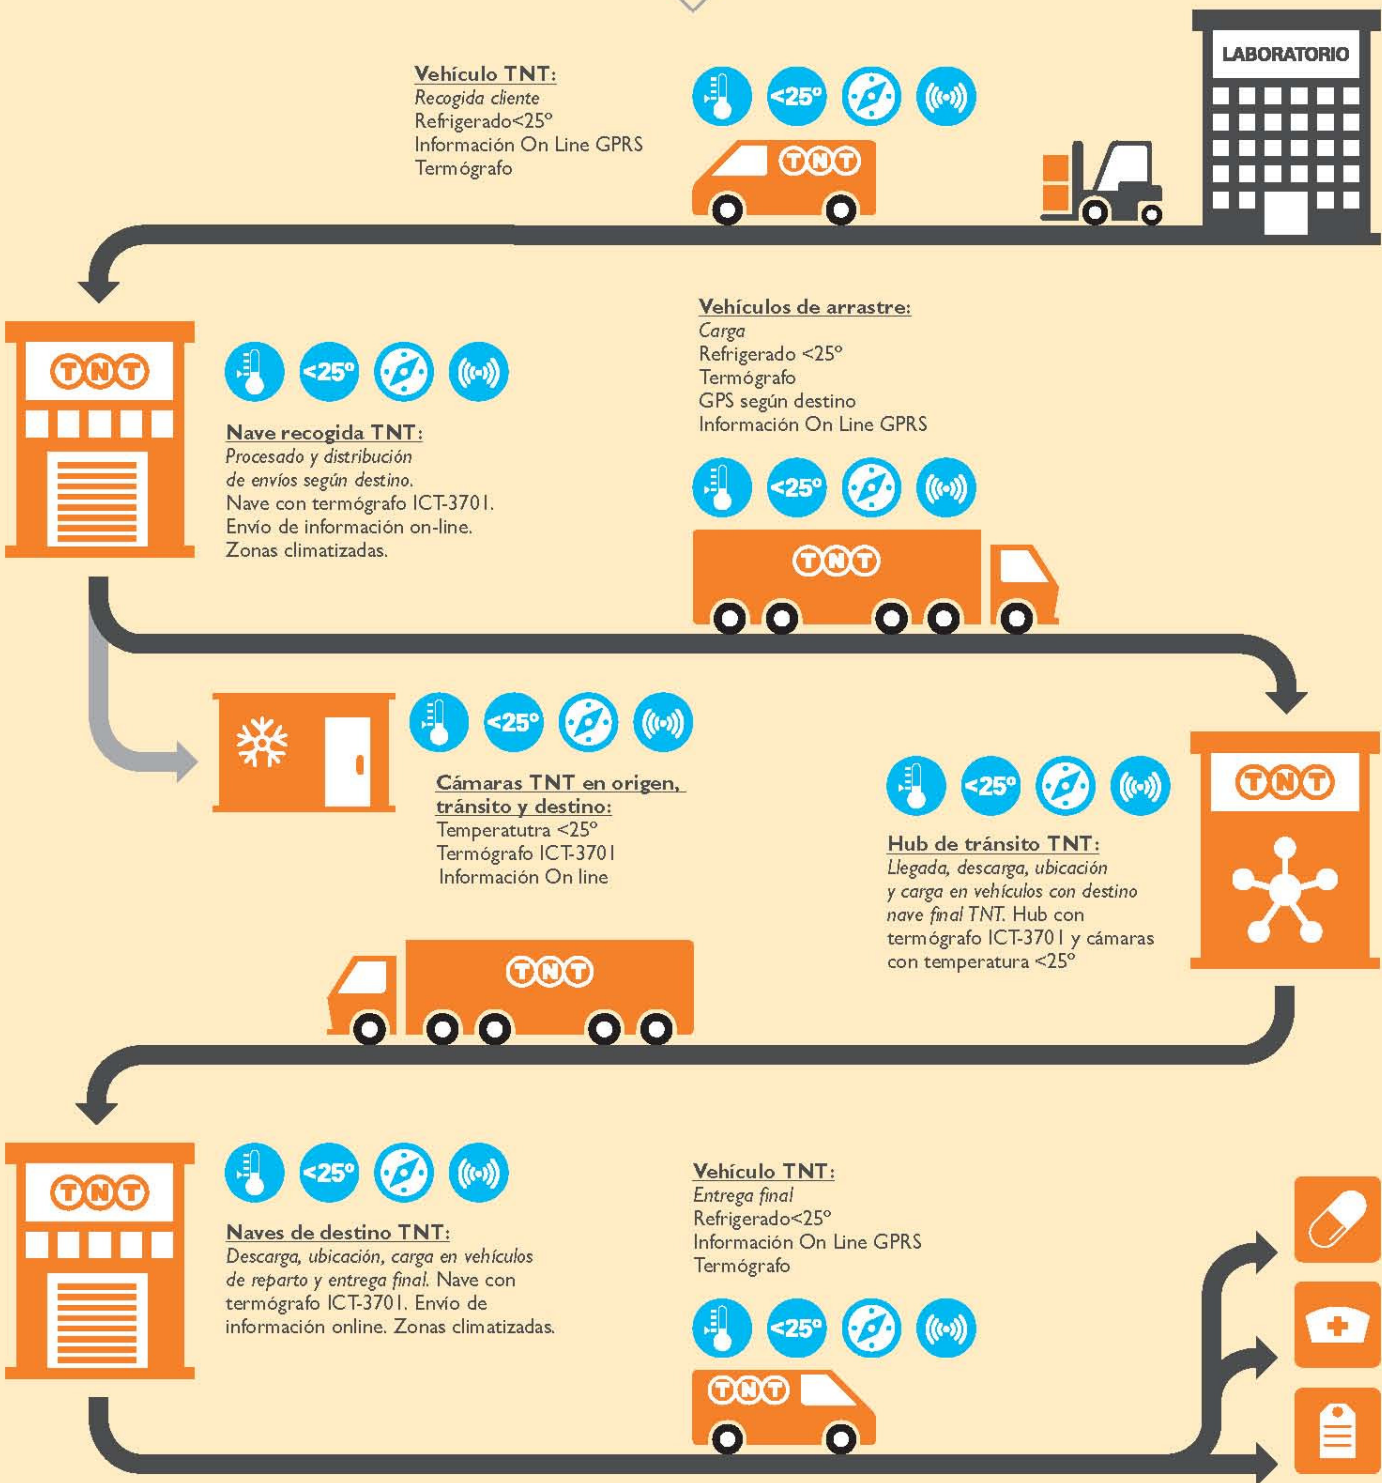 LABORATORIO
Vehículo TNT:
Recogida cliente
Refrigerado<25º
Información On Line GPRS
Termógrafo
<25º
TNT
Vehículos de arrastre:
Carga
Refrigerado <25º
Termógrafo
GPS según destino
Información On Line GPRS
<25º
TNT
TNT
<25º
Nave recogida TNT:
Procesado y distribución
de envíos según destino.
Nave con termógrafo ICT-3701.
Envío de información on-line.
Zonas climatizadas.
<25º
Cámaras TNT en origen,
tránsito y destino:
Temperatutra <25º
Termógrafo ICT-3701
Información On line
<25º
TNT
Hub de tránsito TNT:
Llegada, descarga, ubicación
y carga en vehículos con destino
nave final TNT. Hub con
termógrafo ICT-3701 y cámaras
con temperatura <25º
TNT
TNT
<25º
Naves de destino TNT:
Descarga, ubicación, carga en vehículos
de reparto y entrega final. Nave con
termógrafo ICT-3701. Envío de
información online. Zonas climatizadas.
Vehículo TNT:
Entrega final
Refrigerado<25º
Información On Line GPRS
Termógrafo
<25º
TNT